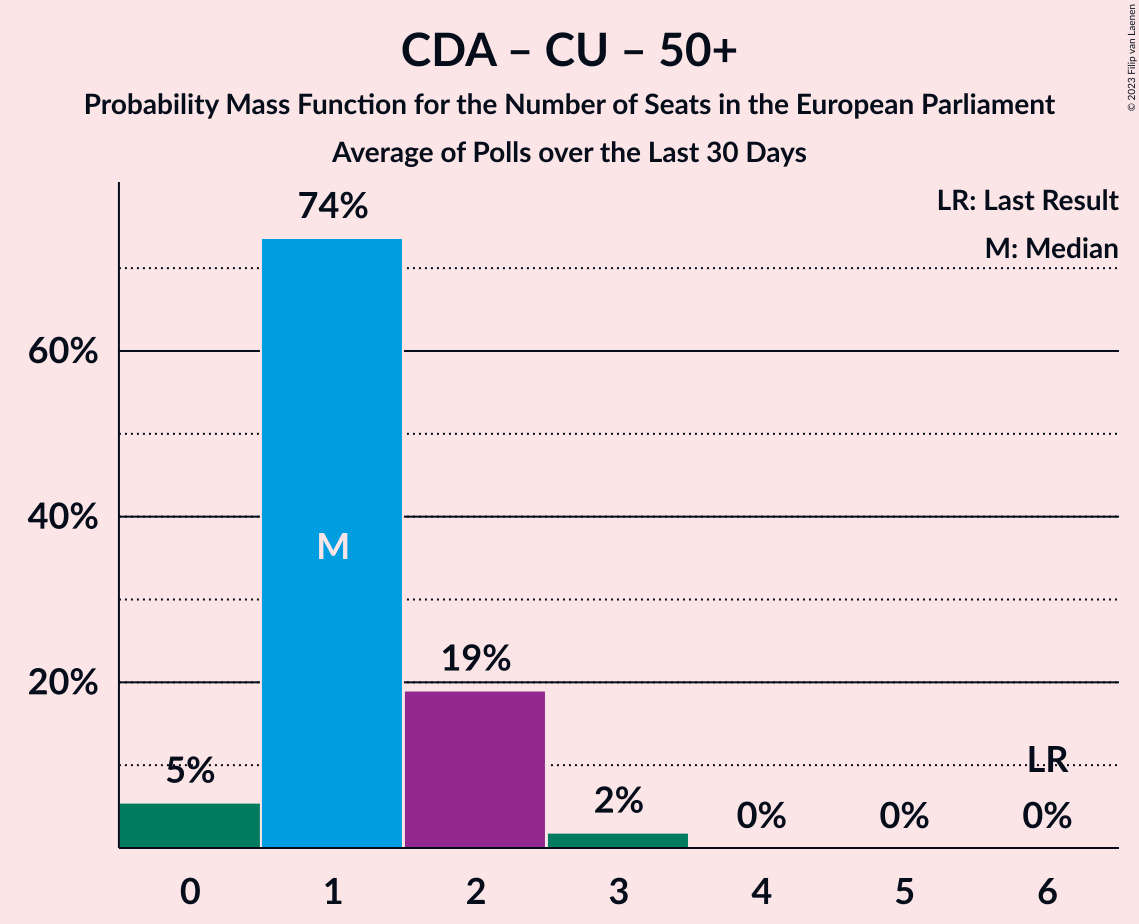 CDA – CU – 50+
Probability Mass Function for the Number of Seats in the European Parliament
Average of Polls over the Last 30 Days
© 2023 Filip van Laenen
LR: Last Result
M: Median
74%
60%
40%
20%
M
19%
5%
2%
0%
0%
LR
0%
0 1 2 3 4 5 6